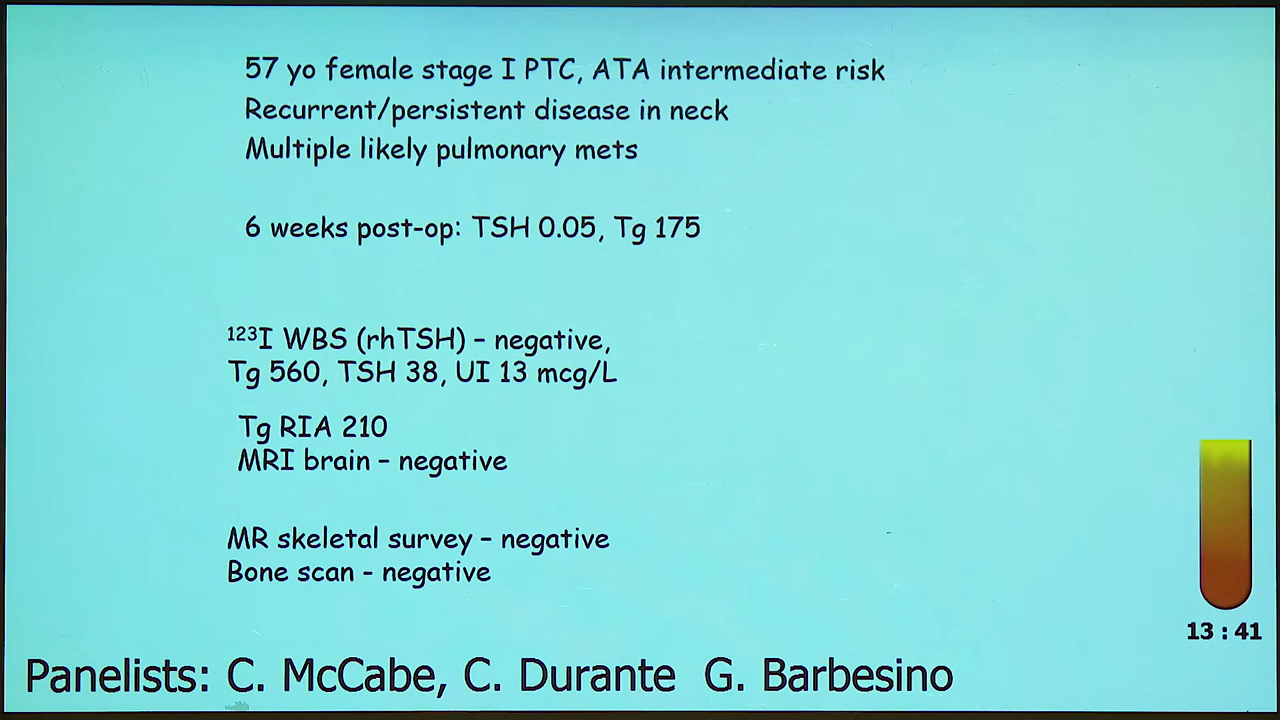 57 yo female stage I PTC, ATA intermediate risk
Recurrent/persistent disease in neck
Multiple likely pulmonary mets
6 weeks post-op: TSH 0.05, Tg 175
¹²³I WBS (rhTSH) – negative,
Tg 560, TSH 38, UI 13 mcg/L
Tg RIA 210
MRI brain – negative
MR skeletal survey – negative
Bone scan - negative
13 : 41
Panelists: C. McCabe, C. Durante G. Barbesino